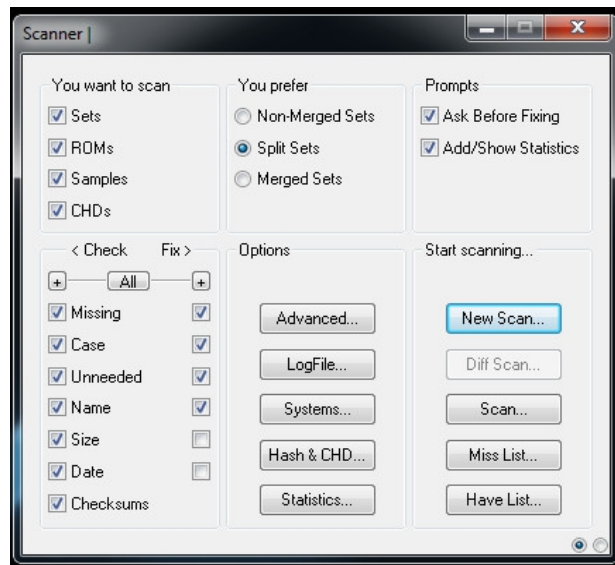 Scanner |
You want to scan
Sets
ROMs
Samples
CHDs
You prefer
Non-Merged Sets
Split Sets
Merged Sets
Prompts
Ask Before Fixing
Add/Show Statistics
< Check Fix >
+ All +
Missing
Case
Unneeded
Name
Size
Date
Checksums
Options
Advanced...
LogFile...
Systems...
Hash & CHD...
Statistics...
Start scanning...
New Scan...
Diff Scan...
Scan...
Miss List...
Have List...